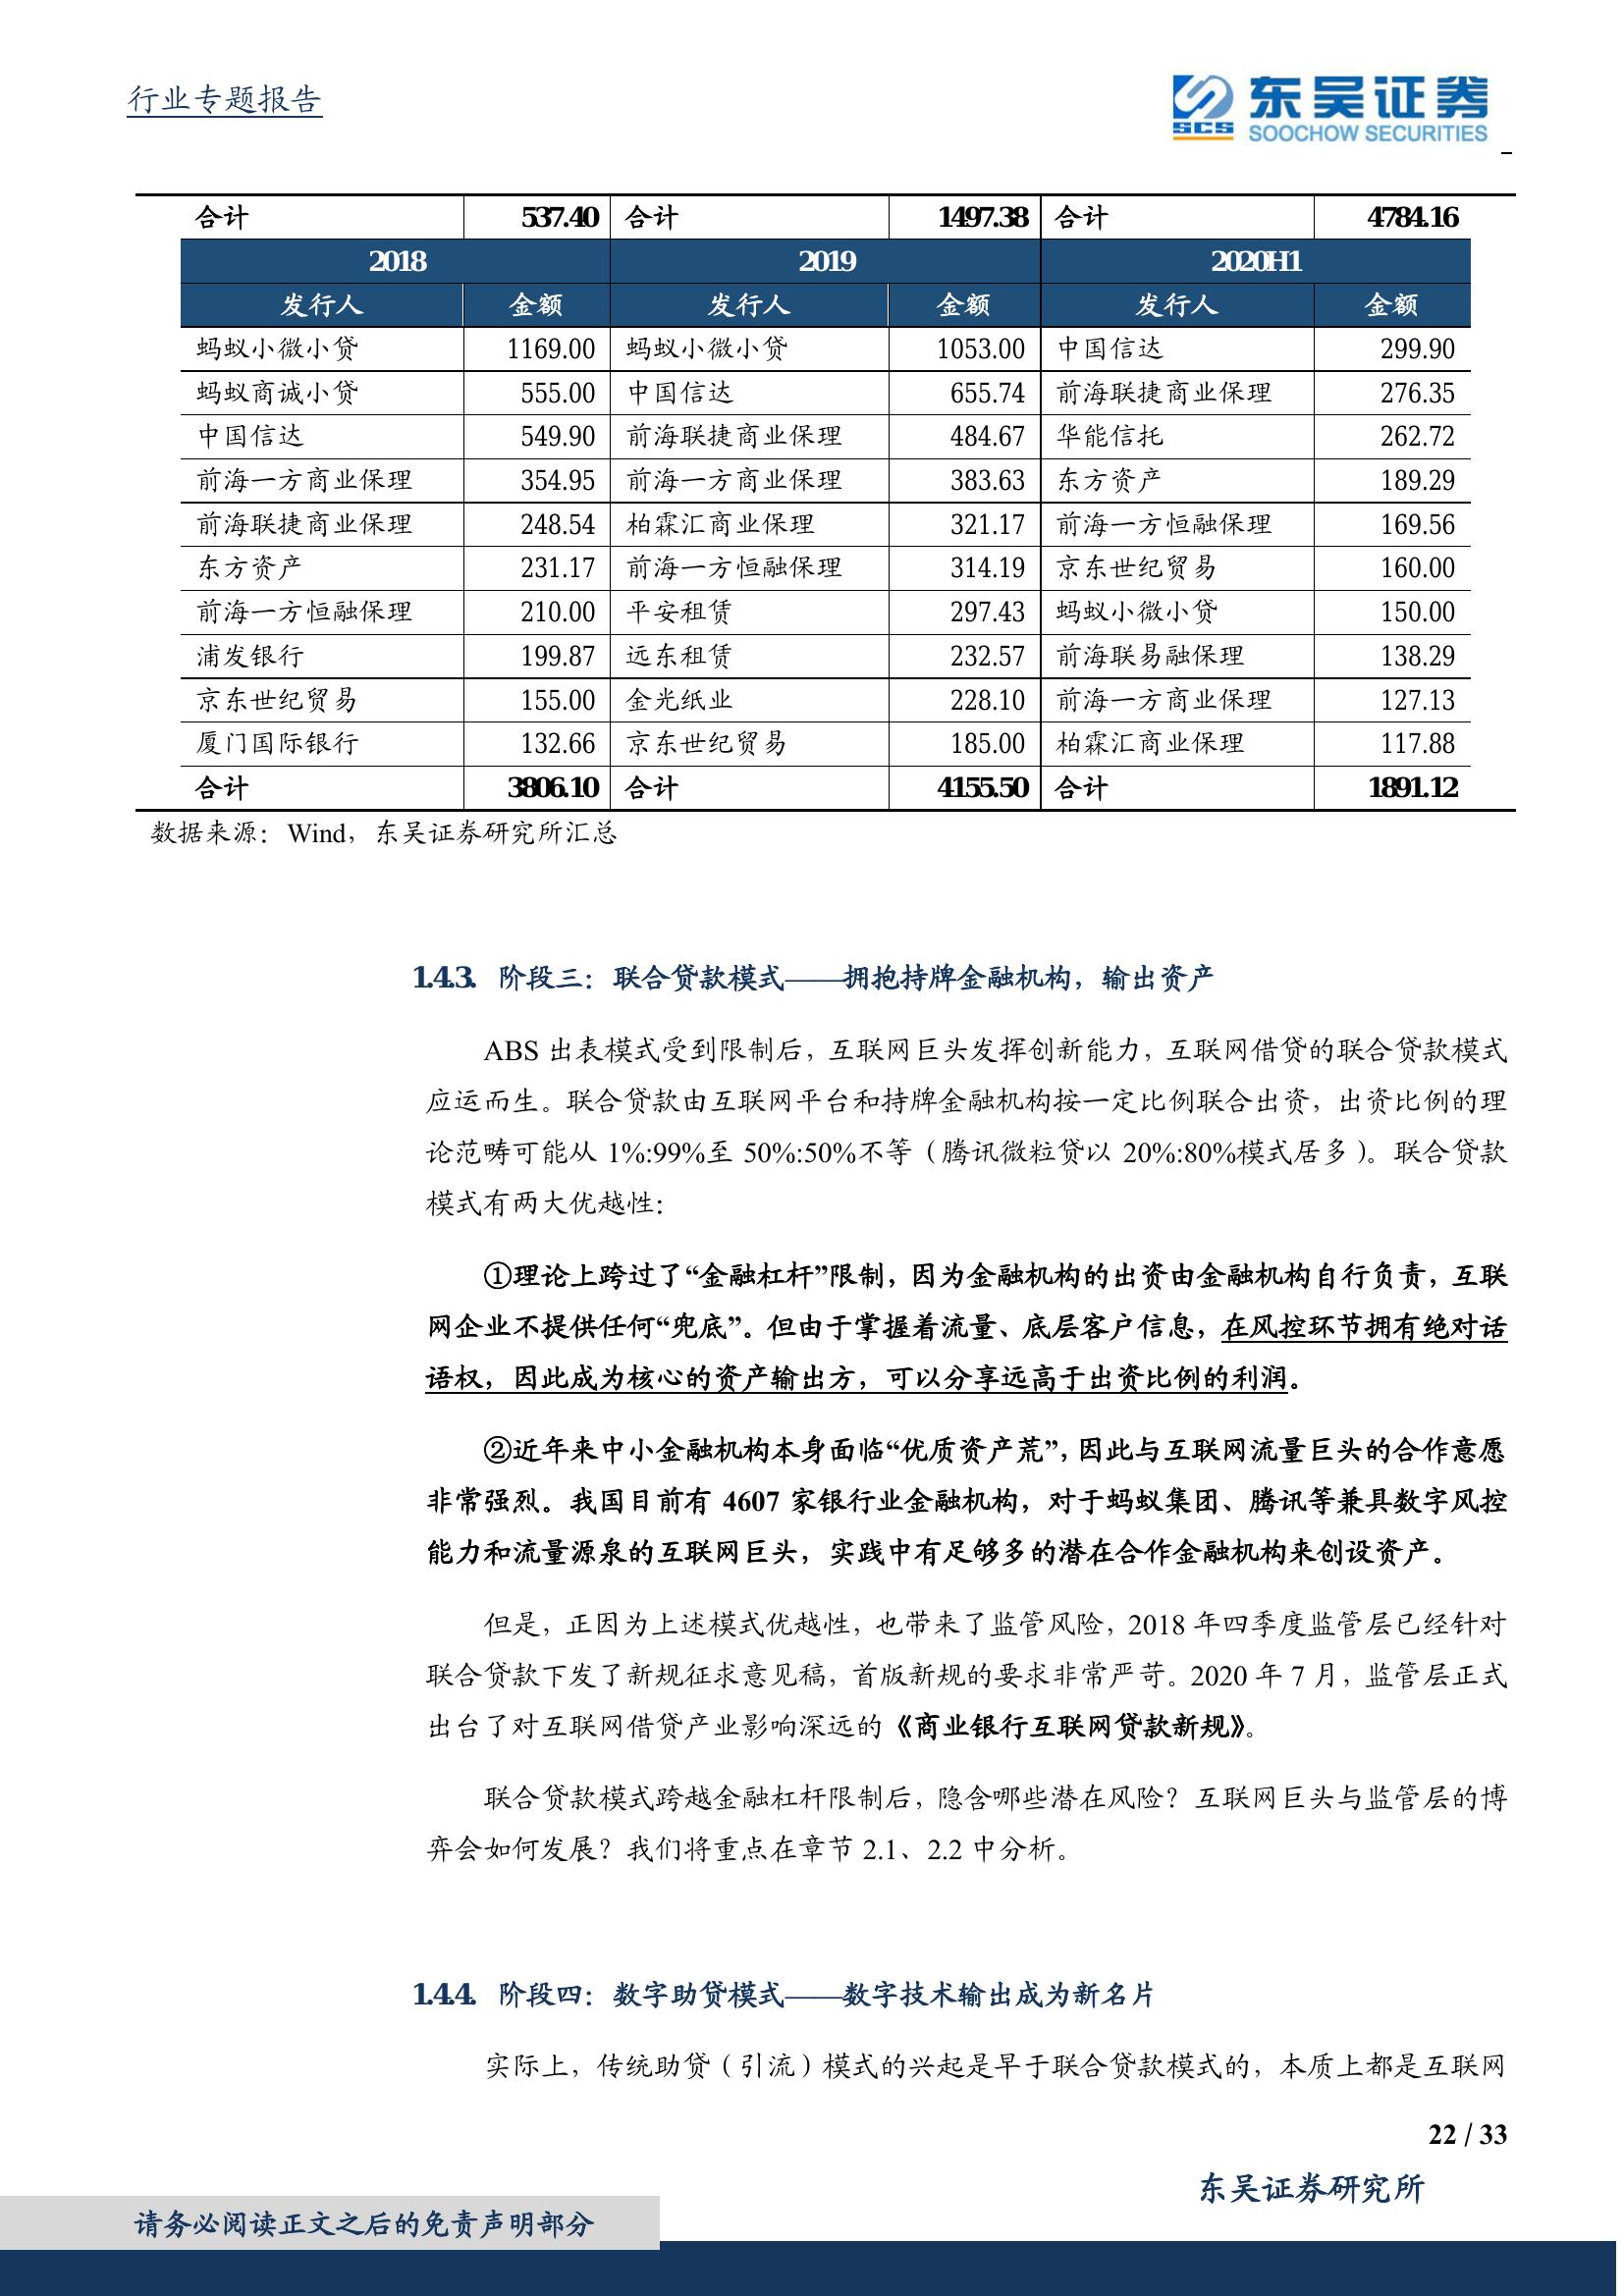 行业专题报告
SCS 东吴证券
SOOCHOW SECURITIES
合计 537.40 合计 1497.38 合计 4784.16
2018 2019 2020H1
发行人 金额 发行人 金额 发行人 金额
蚂蚁小微小贷 1169.00 蚂蚁小微小贷 1053.00 中国信达 299.90
蚂蚁商诚小贷 555.00 中国信达 655.74 前海联捷商业保理 276.35
中国信达 549.90 前海联捷商业保理 484.67 华能信托 262.72
前海一方商业保理 354.95 前海一方商业保理 383.63 东方资产 189.29
前海联捷商业保理 248.54 柏霖汇商业保理 321.17 前海一方恒融保理 169.56
东方资产 231.17 前海一方恒融保理 314.19 京东世纪贸易 160.00
前海一方恒融保理 210.00 平安租赁 297.43 蚂蚁小微小贷 150.00
浦发银行 199.87 远东租赁 232.57 前海联易融保理 138.29
京东世纪贸易 155.00 金光纸业 228.10 前海一方商业保理 127.13
厦门国际银行 132.66 京东世纪贸易 185.00 柏霖汇商业保理 117.88
合计 3806.10 合计 4155.50 合计 1891.12
数据来源：Wind，东吴证券研究所汇总
1.4.3. 阶段三：联合贷款模式——拥抱持牌金融机构，输出资产
ABS 出表模式受到限制后，互联网巨头发挥创新能力，互联网借贷的联合贷款模式
应运而生。联合贷款由互联网平台和持牌金融机构按一定比例联合出资，出资比例的理
论范畴可能从 1%:99%至 50%:50%不等（腾讯微粒贷以 20%:80%模式居多）。联合贷款
模式有两大优越性：
①理论上跨过了“金融杠杆”限制，因为金融机构的出资由金融机构自行负责，互联
网企业不提供任何“兜底”。但由于掌握着流量、底层客户信息，在风控环节拥有绝对话
语权，因此成为核心的资产输出方，可以分享远高于出资比例的利润。
②近年来中小金融机构本身面临“优质资产荒”，因此与互联网流量巨头的合作意愿
非常强烈。我国目前有 4607 家银行业金融机构，对于蚂蚁集团、腾讯等兼具数字风控
能力和流量源泉的互联网巨头，实践中有足够多的潜在合作金融机构来创设资产。
但是，正因为上述模式优越性，也带来了监管风险，2018 年四季度监管层已经针对
联合贷款下发了新规征求意见稿，首版新规的要求非常严苛。2020 年 7 月，监管层正式
出台了对互联网借贷产业影响深远的《商业银行互联网贷款新规》。
联合贷款模式跨越金融杠杆限制后，隐含哪些潜在风险？互联网巨头与监管层的博
弈会如何发展？我们将重点在章节 2.1、2.2 中分析。
1.4.4. 阶段四：数字助贷模式——数字技术输出成为新名片
实际上，传统助贷（引流）模式的兴起是早于联合贷款模式的，本质上都是互联网
22 / 33
东吴证券研究所
请务必阅读正文之后的免责声明部分